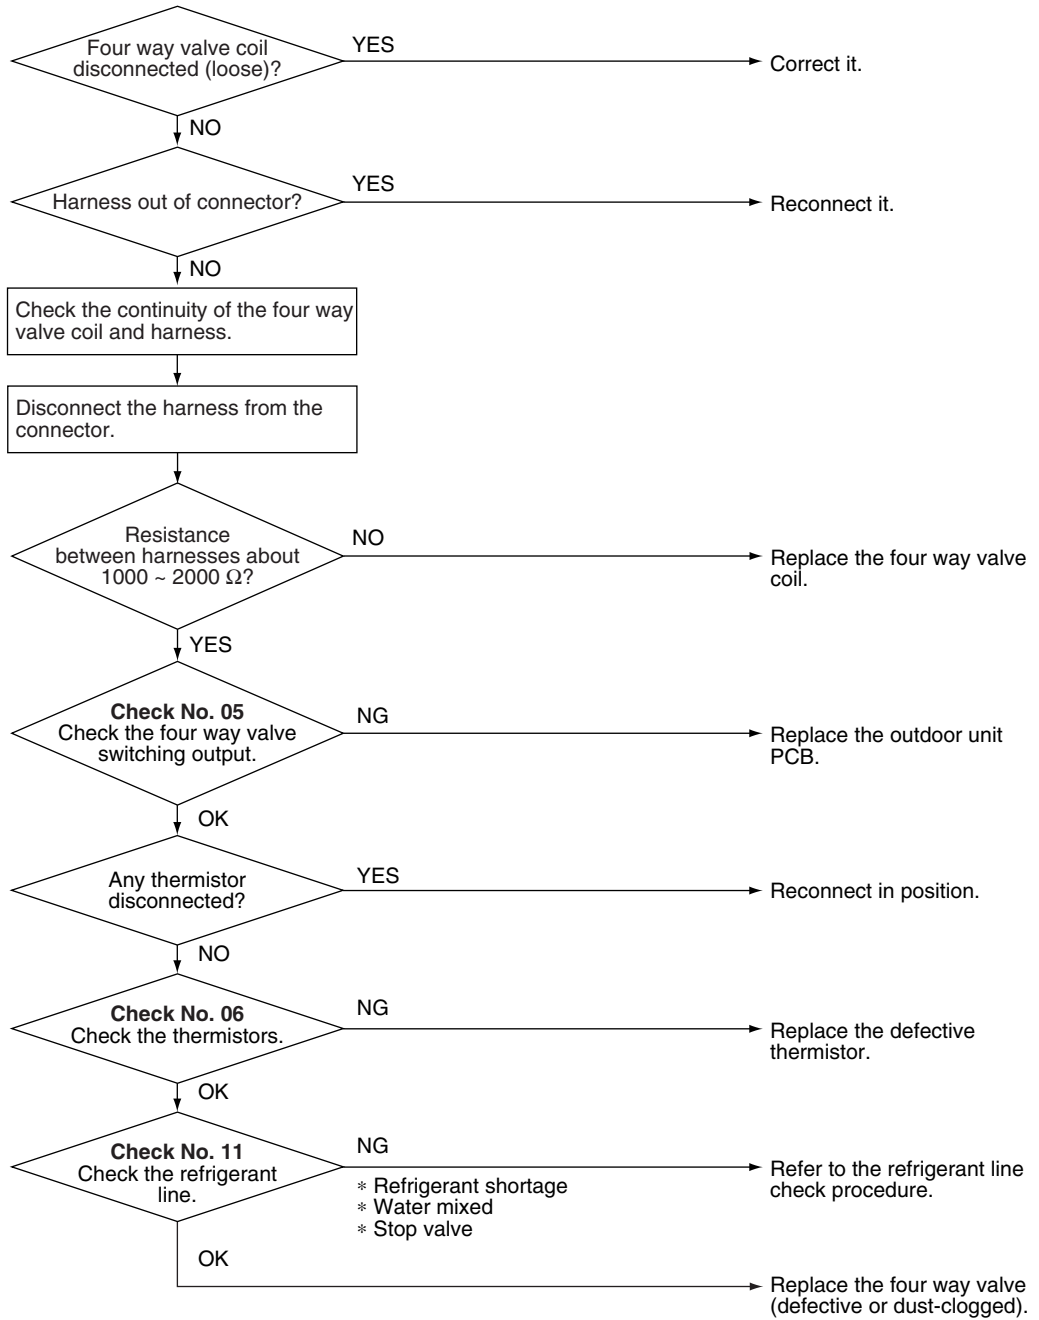 Four way valve coil
disconnected (loose)?
YES
Correct it.
NO
Harness out of connector?
YES
Reconnect it.
NO
Check the continuity of the four way
valve coil and harness.
Disconnect the harness from the
connector.
Resistance
between harnesses about
1000 ~ 2000 Ω?
NO
Replace the four way valve
coil.
YES
Check No. 05
Check the four way valve
switching output.
NG
Replace the outdoor unit
PCB.
OK
Any thermistor
disconnected?
YES
Reconnect in position.
NO
Check No. 06
Check the thermistors.
NG
Replace the defective
thermistor.
OK
Check No. 11
Check the refrigerant
line.
NG
∗ Refrigerant shortage
∗ Water mixed
∗ Stop valve
Refer to the refrigerant line
check procedure.
OK
Replace the four way valve
(defective or dust-clogged).